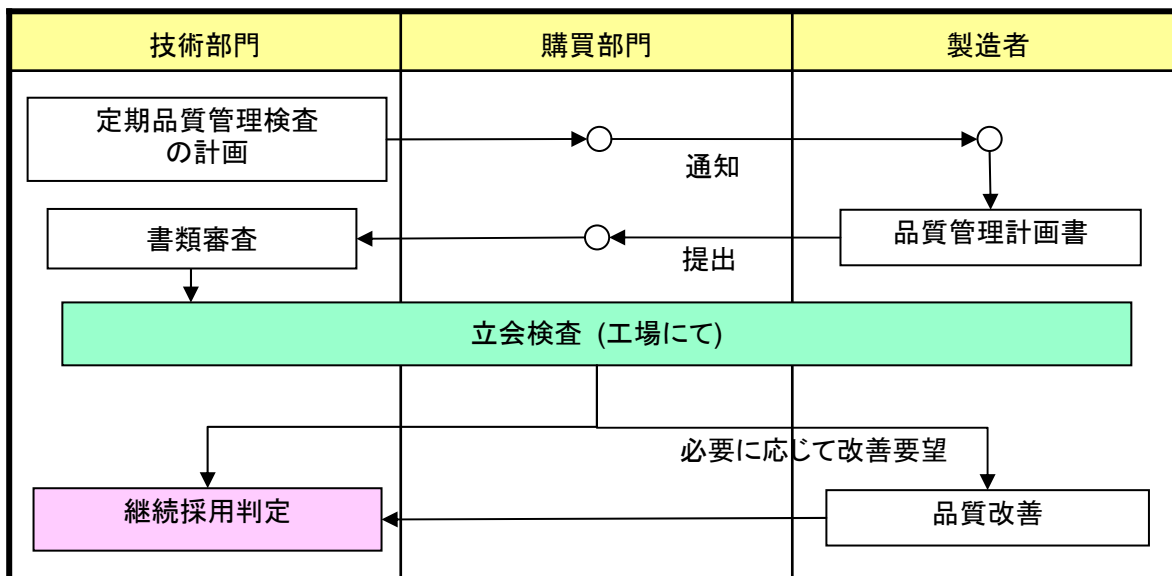 技術部門
購買部門
製造者
定期品質管理検査
の計画
通知
書類審査
提出
品質管理計画書
立会検査 (工場にて)
必要に応じて改善要望
継続採用判定
品質改善